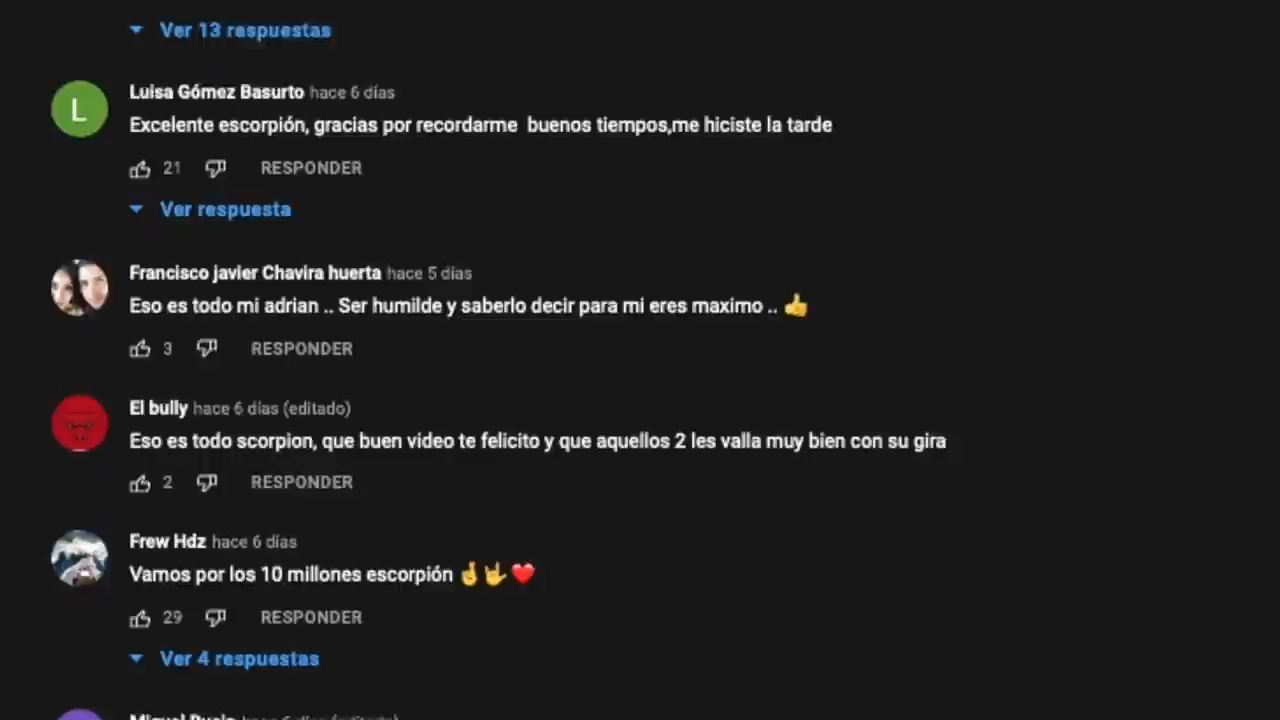 Ver 13 respuestas
L
Luisa Gómez Basurto hace 6 días
Excelente escorpión, gracias por recordarme buenos tiempos,me hiciste la tarde
21 RESPONDER
Ver respuesta
Francisco javier Chavira huerta hace 5 días
Eso es todo mi adrian .. Ser humilde y saberlo decir para mi eres maximo .. 👍
3 RESPONDER
El bully hace 6 días (editado)
Eso es todo scorpion, que buen video te felicito y que aquellos 2 les valla muy bien con su gira
2 RESPONDER
Frew Hdz hace 6 días
Vamos por los 10 millones escorpión 🤞🤟❤️
29 RESPONDER
Ver 4 respuestas